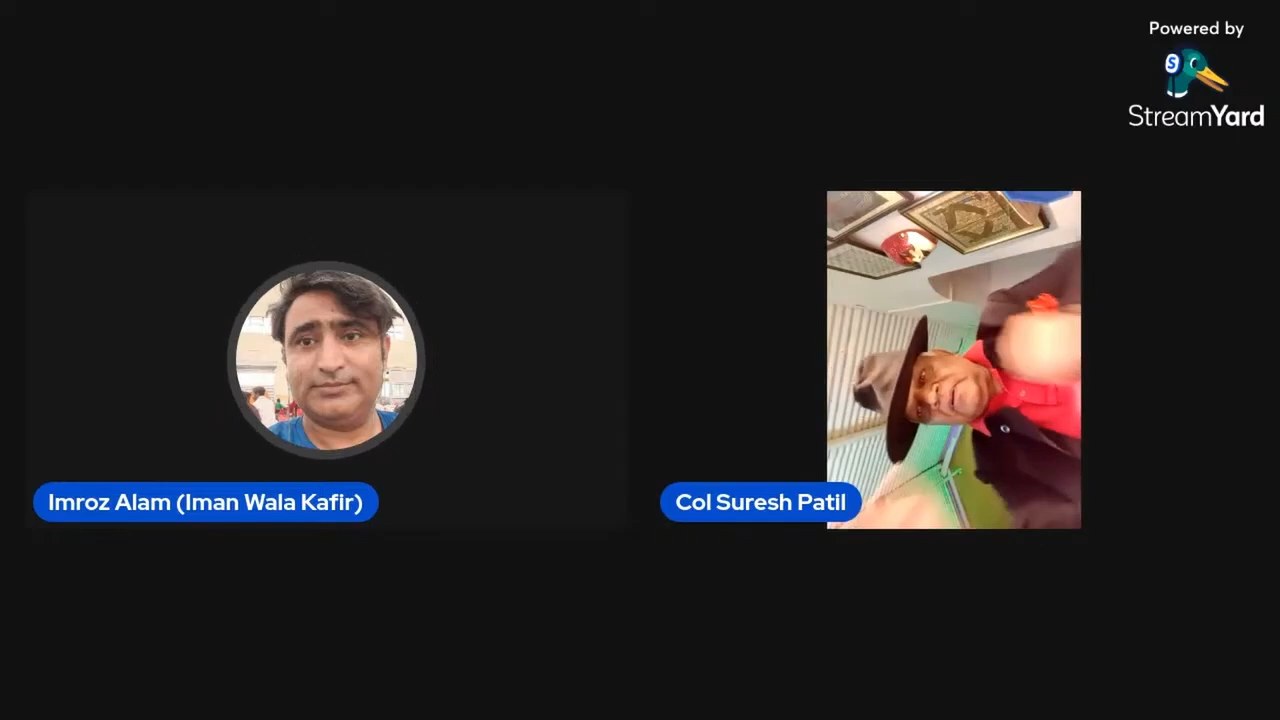 Powered by
S
StreamYard
Imroz Alam (Iman Wala Kafir)
Col Suresh Patil